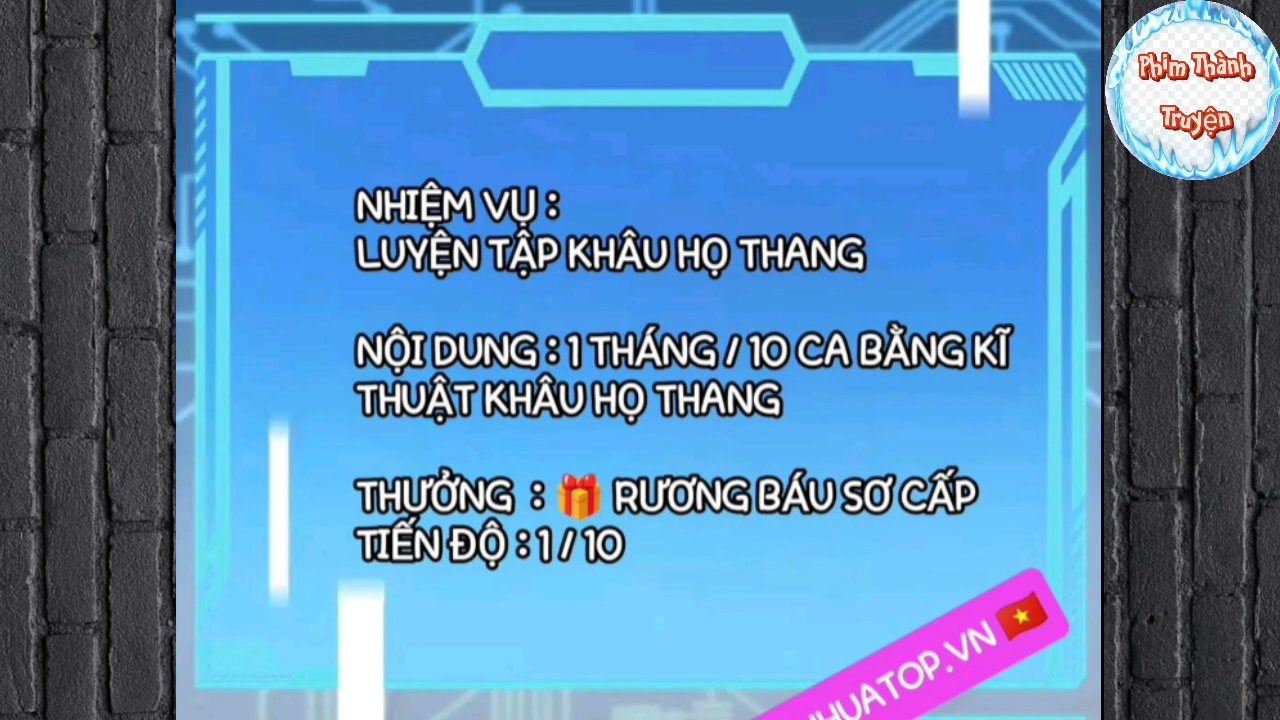 Phim Thành
Truyện
NHIỆM VỤ :
LUYỆN TẬP KHÂU HỌ THANG
NỘI DUNG : 1 THÁNG / 10 CA BẰNG KĨ
THUẬT KHÂU HỌ THANG
THƯỞNG : 🎁 RƯƠNG BÁU SƠ CẤP
TIẾN ĐỘ : 1 / 10
HUATOP.VN 🇻🇳